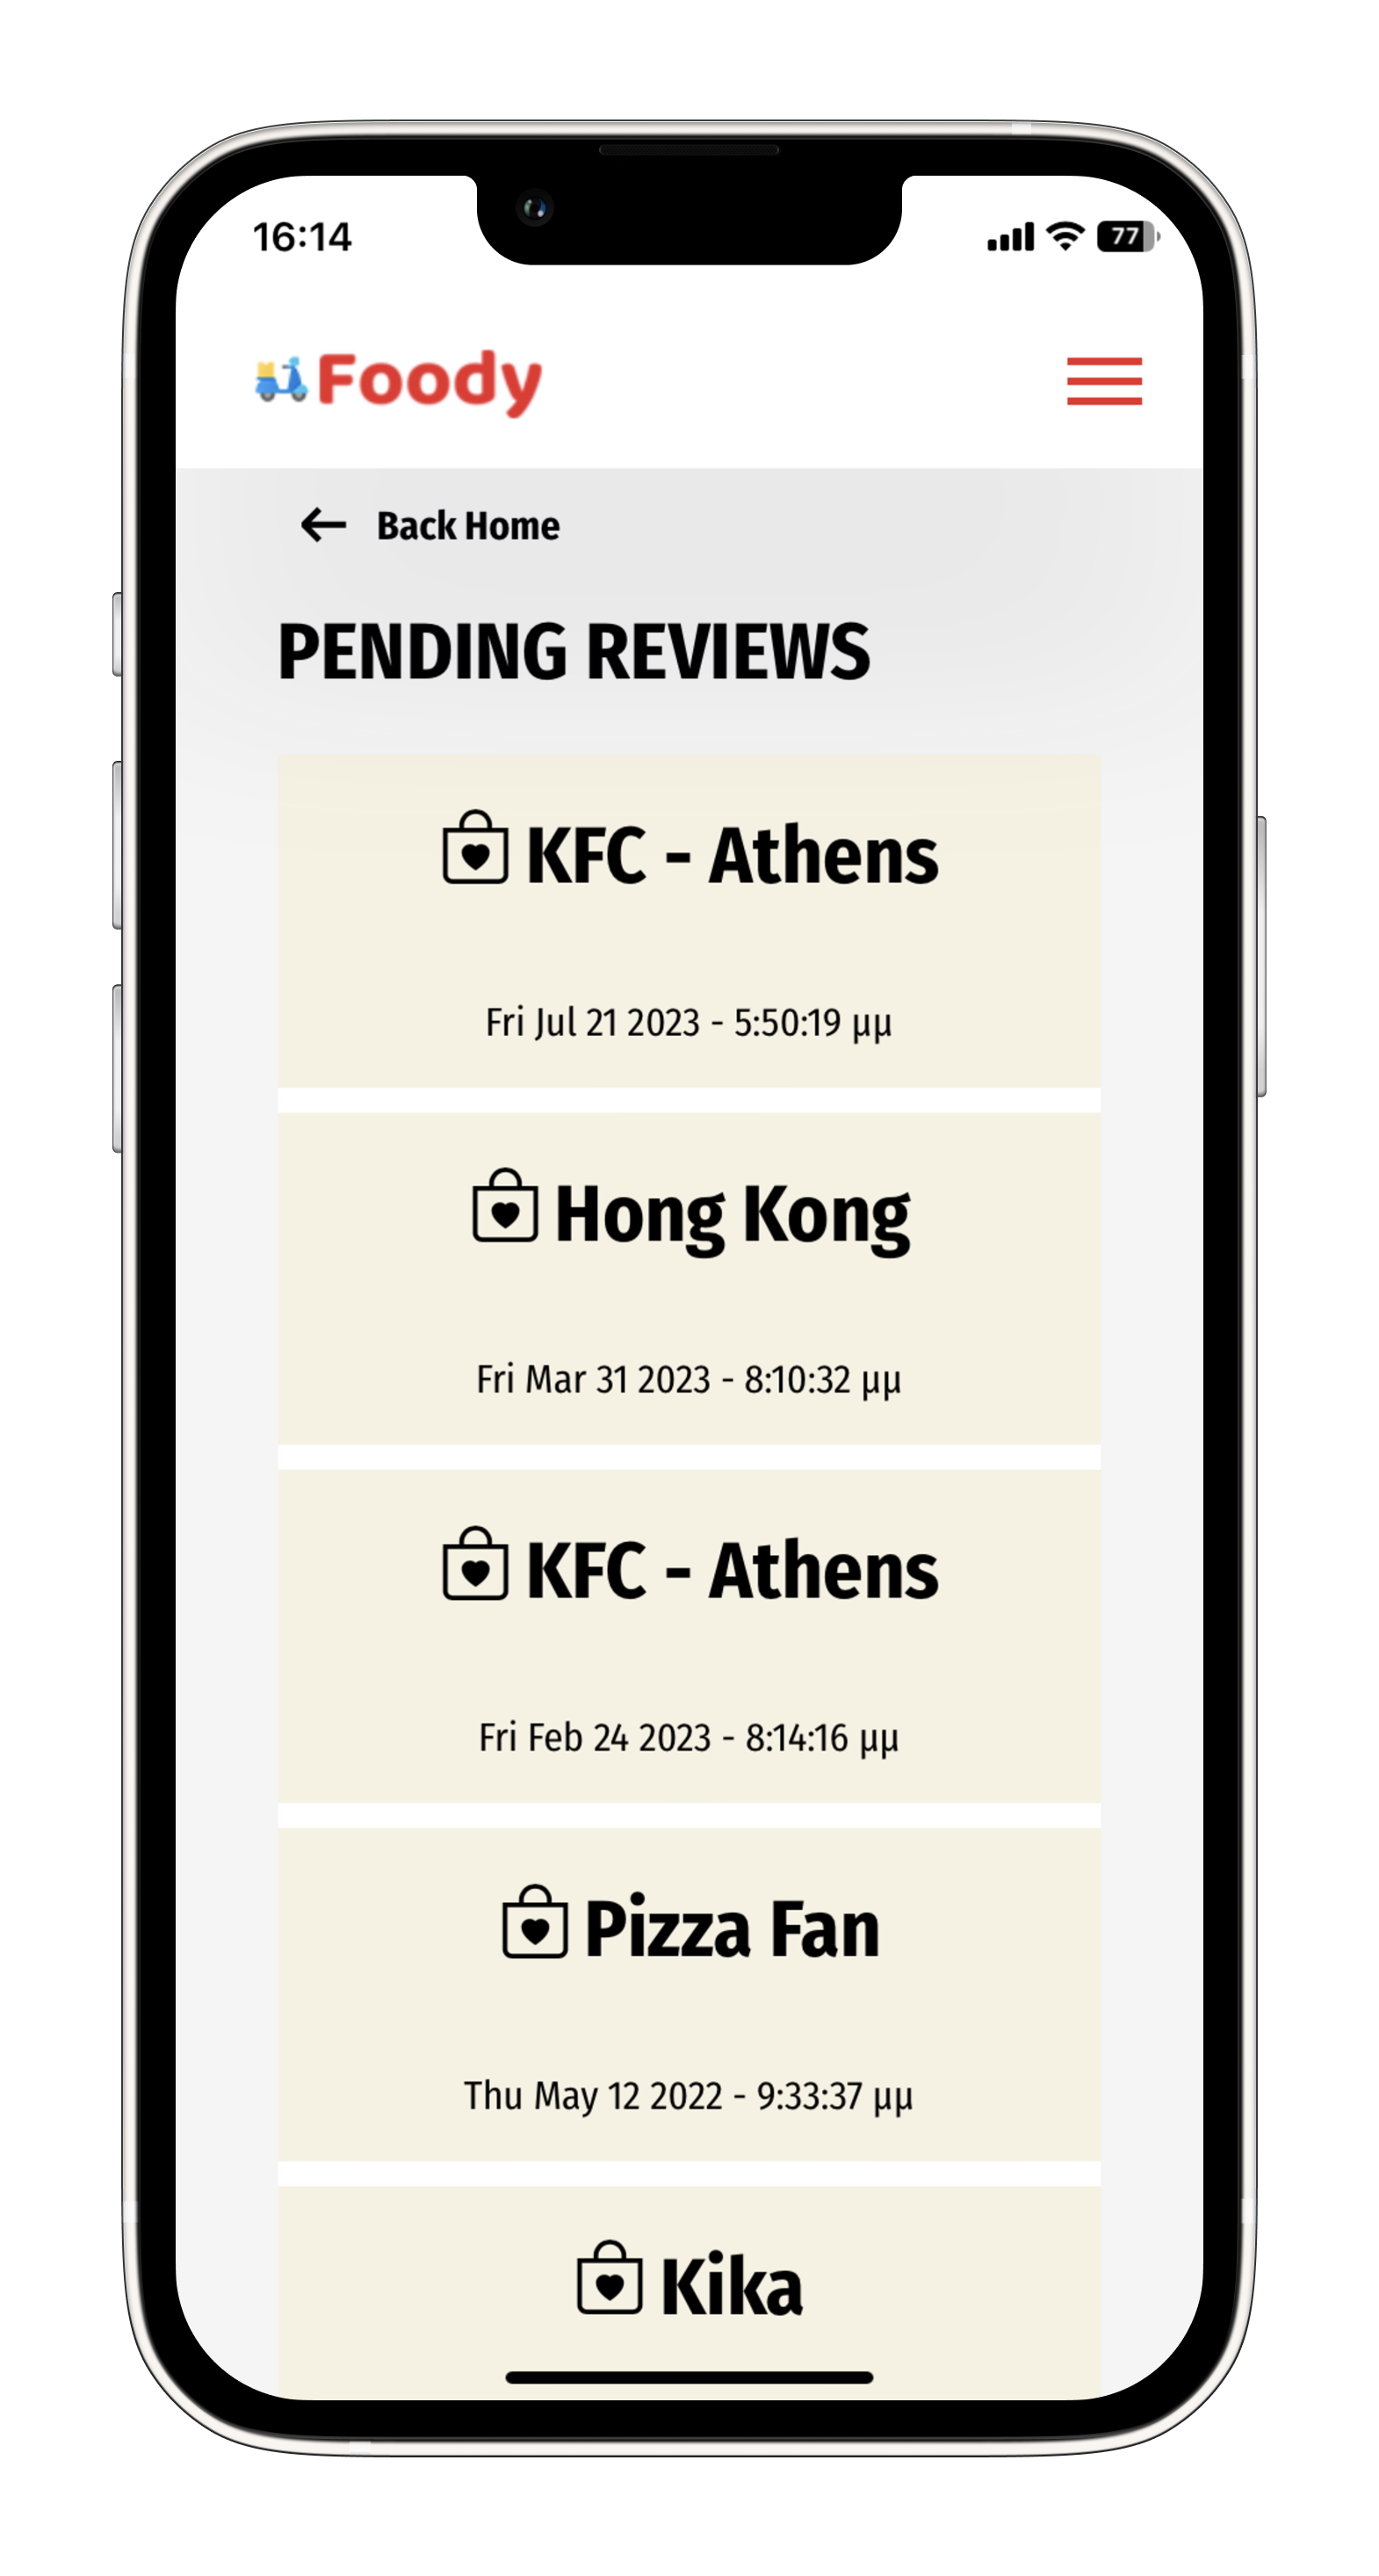 16:14
77
Foody
Back Home
PENDING REVIEWS
KFC - Athens
Fri Jul 21 2023 - 5:50:19 μμ
Hong Kong
Fri Mar 31 2023 - 8:10:32 μμ
KFC - Athens
Fri Feb 24 2023 - 8:14:16 μμ
Pizza Fan
Thu May 12 2022 - 9:33:37 μμ
Kika